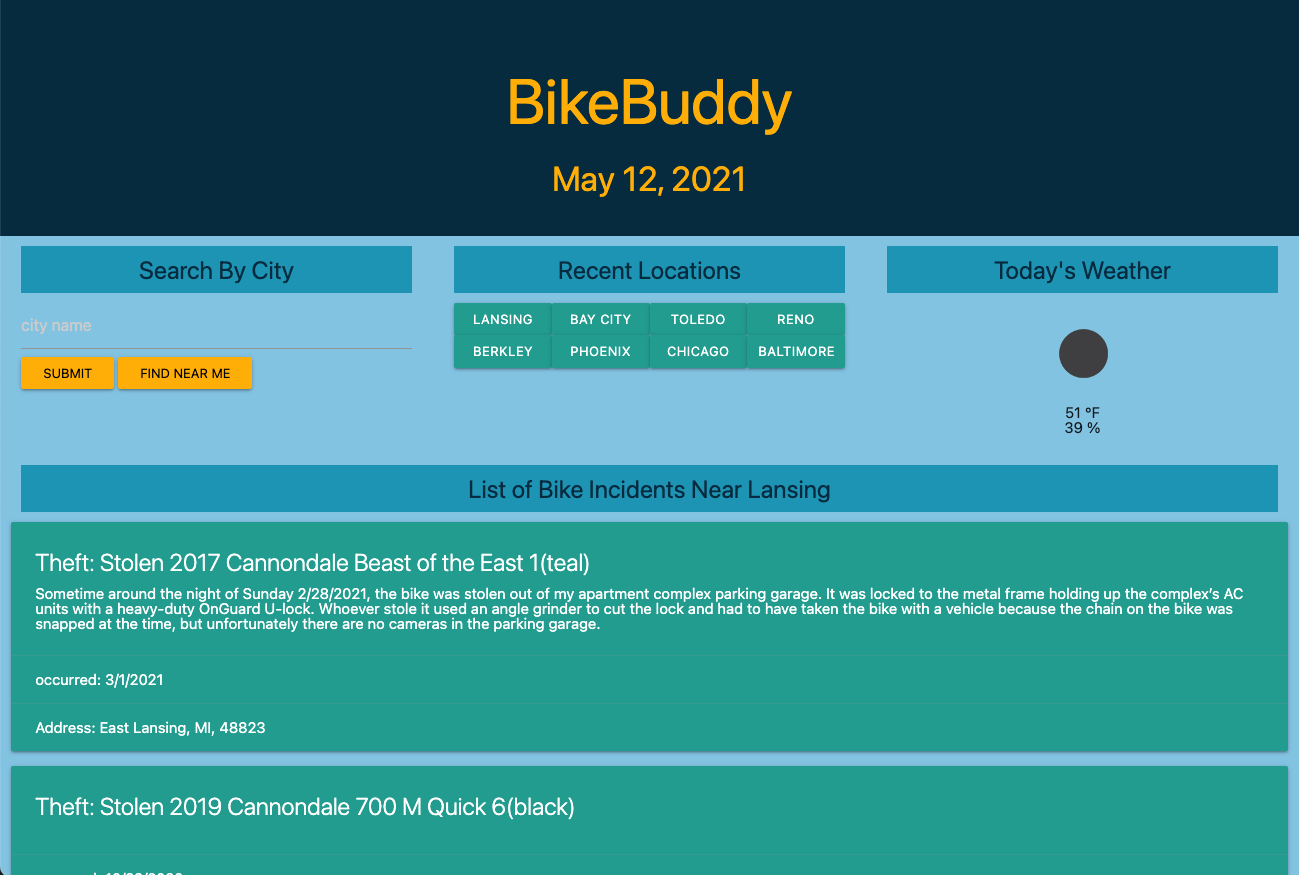 BikeBuddy
May 12, 2021
Search By City
Recent Locations
Today's Weather
city name
SUBMIT FIND NEAR ME
LANSING BAY CITY TOLEDO RENO
BERKLEY PHOENIX CHICAGO BALTIMORE
51 °F
39 %
List of Bike Incidents Near Lansing
Theft: Stolen 2017 Cannondale Beast of the East 1(teal)
Sometime around the night of Sunday 2/28/2021, the bike was stolen out of my apartment complex parking garage. It was locked to the metal frame holding up the complex’s AC
units with a heavy-duty OnGuard U-lock. Whoever stole it used an angle grinder to cut the lock and had to have taken the bike with a vehicle because the chain on the bike was
snapped at the time, but unfortunately there are no cameras in the parking garage.
occurred: 3/1/2021
Address: East Lansing, MI, 48823
Theft: Stolen 2019 Cannondale 700 M Quick 6(black)